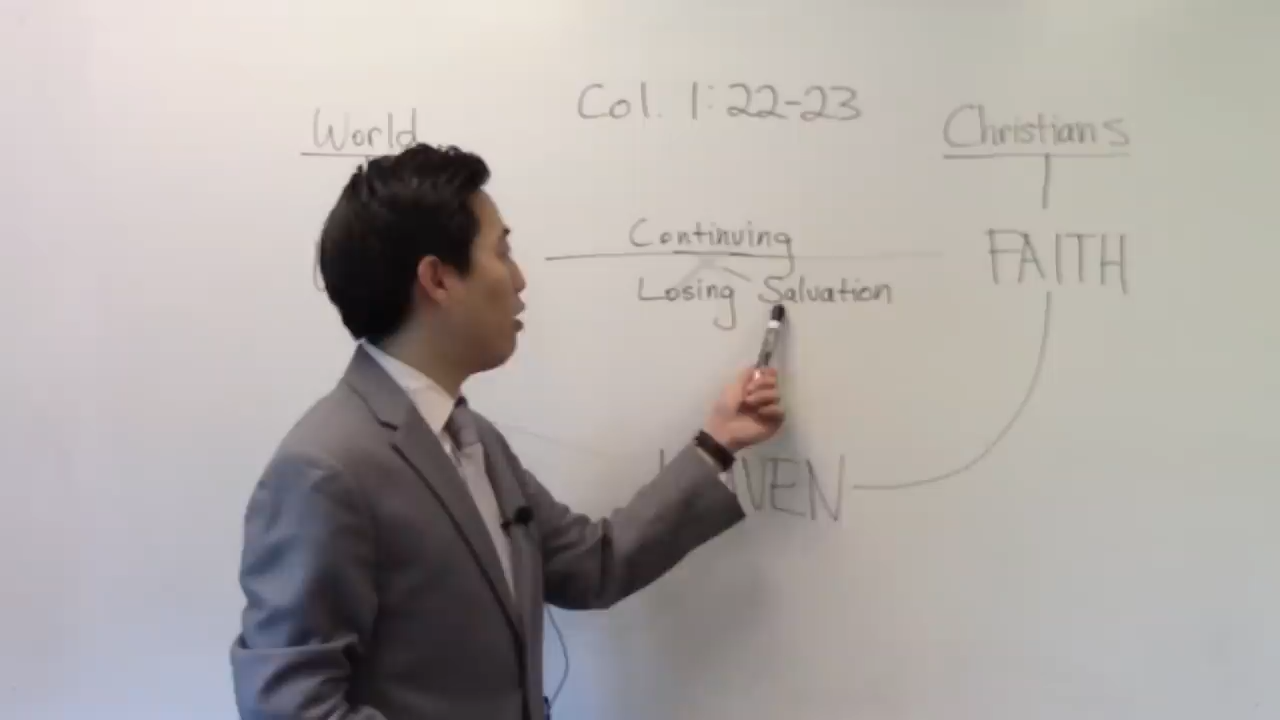 Col. 1:22-23
World
Christians
Continuing
FAITH
Losing Salvation